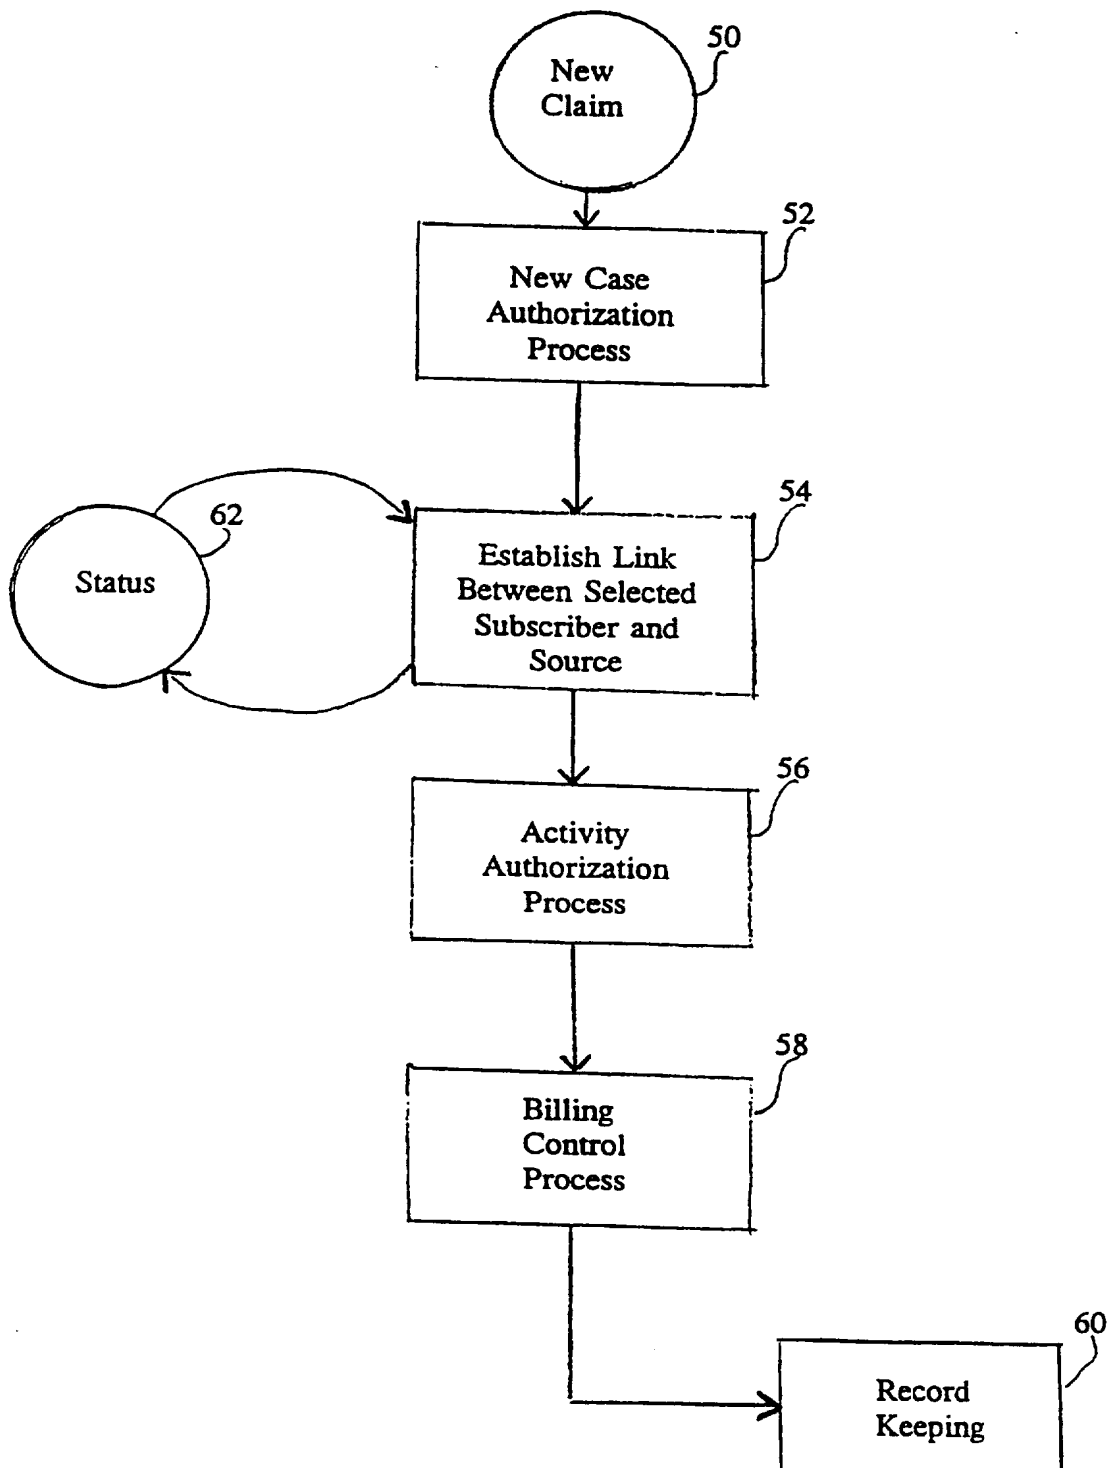 50
New
Claim
52
New Case
Authorization
Process
54
62
Status
Establish Link
Between Selected
Subscriber and
Source
56
Activity
Authorization
Process
58
Billing
Control
Process
60
Record
Keeping